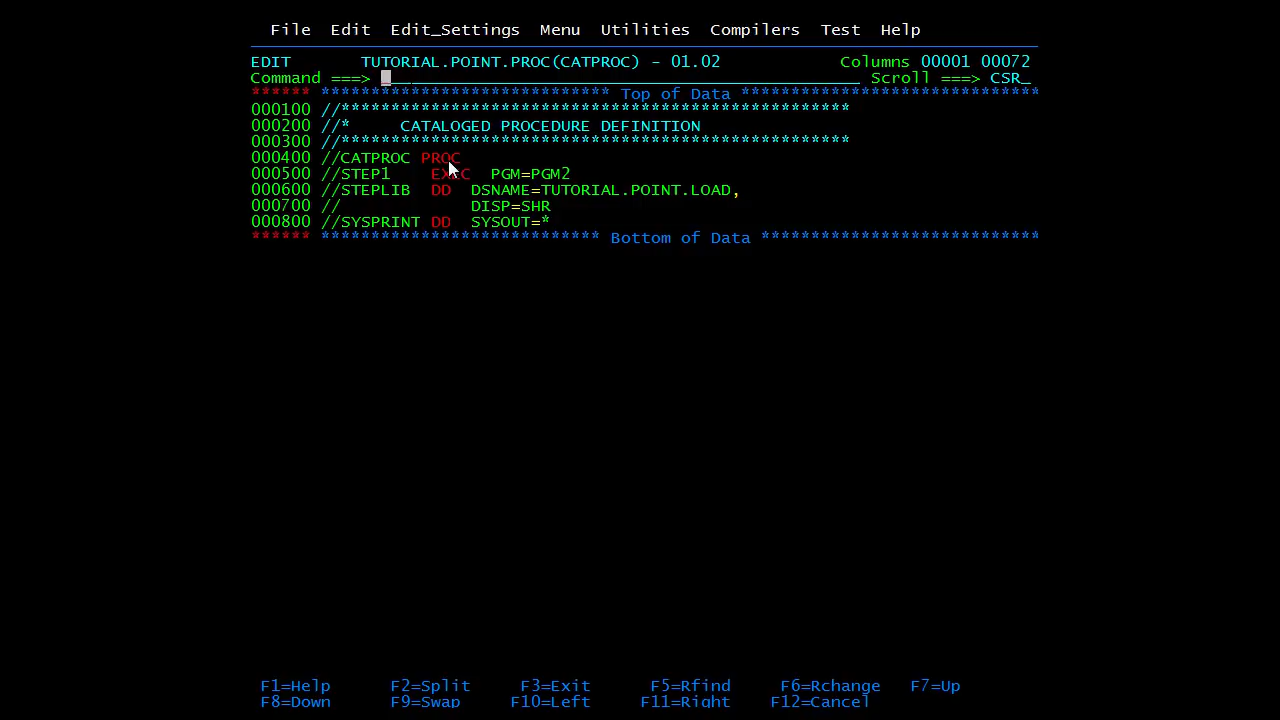 File Edit Edit_Settings Menu Utilities Compilers Test Help
EDIT TUTORIAL.POINT.PROC(CATPROC) - 01.02 Columns 00001 00072
Command ===> Scroll ===> CSR_
****** **************************** Top of Data ******************************
000100 //***************************************************
000200 //* CATALOGED PROCEDURE DEFINITION
000300 //***************************************************
000400 //CATPROC PROC
000500 //STEP1 EXEC PGM=PGM2
000600 //STEPLIB DD DSNAME=TUTORIAL.POINT.LOAD,
000700 // DISP=SHR
000800 //SYSPRINT DD SYSOUT=*
****** **************************** Bottom of Data ****************************
F1=Help F2=Split F3=Exit F5=Rfind F6=Rchange F7=Up
F8=Down F9=Swap F10=Left F11=Right F12=Cancel